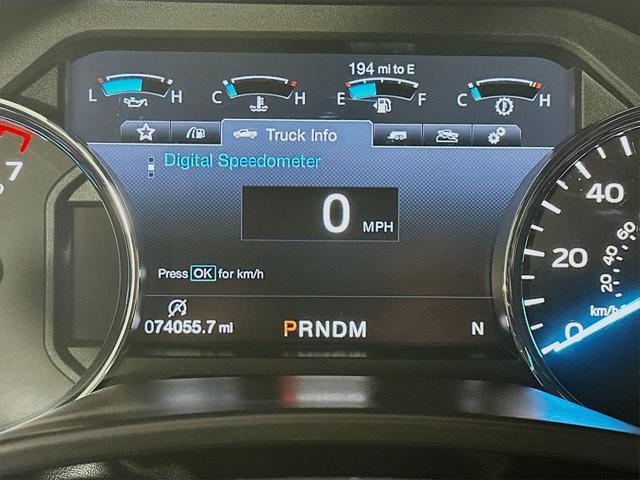 194 mi to E
L H C H E F C H
Truck Info
Digital Speedometer
0 MPH
Press OK for km/h
074055.7 mi PRNDM N
7
40
20
0
60
40
20
km/h